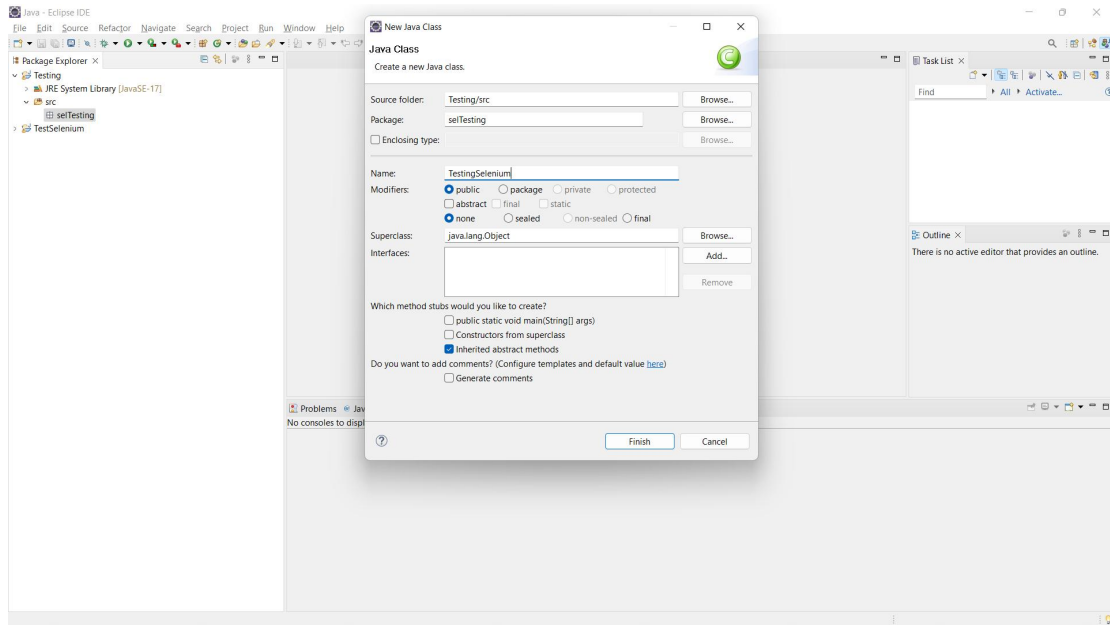 Java - Eclipse IDE
File Edit Source Refactor Navigate Search Project Run Window Help
Package Explorer
Testing
JRE System Library [JavaSE-17]
src
selTesting
TestSelenium
New Java Class
Java Class
Create a new Java class.
Source folder: Testing/src Browse...
Package: selTesting Browse...
Enclosing type: Browse...
Name: TestingSelenium
Modifiers: public package private protected
abstract final static
none sealed non-sealed final
Superclass: java.lang.Object Browse...
Interfaces: Add...
Remove
Which method stubs would you like to create?
public static void main(String[] args)
Constructors from superclass
Inherited abstract methods
Do you want to add comments? (Configure templates and default value here)
Generate comments
Finish Cancel
Task List
Find All Activate...
Outline
There is no active editor that provides an outline.
Problems Jav
No consoles to displ